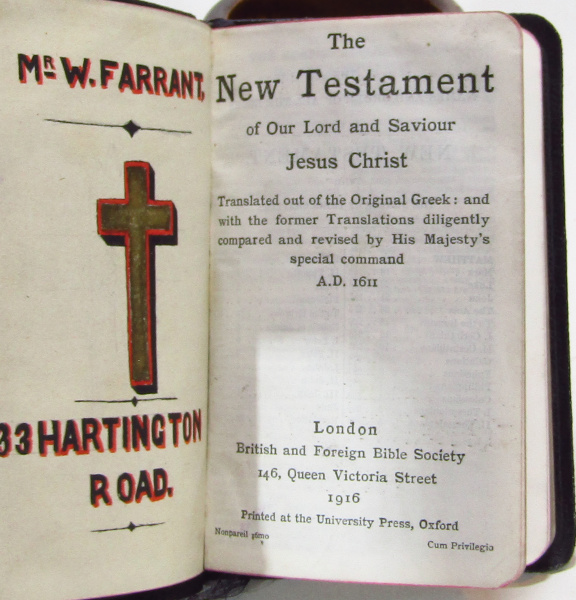 Mr W. FARRANT.
33 HARTINGTON
ROAD.
The
New Testament
of Our Lord and Saviour
Jesus Christ
Translated out of the Original Greek: and
with the former Translations diligently
compared and revised by His Majesty's
special command
A.D. 1611
London
British and Foreign Bible Society
146, Queen Victoria Street
1916
Printed at the University Press, Oxford
Nonpareil 36mo
Cum Privilegio